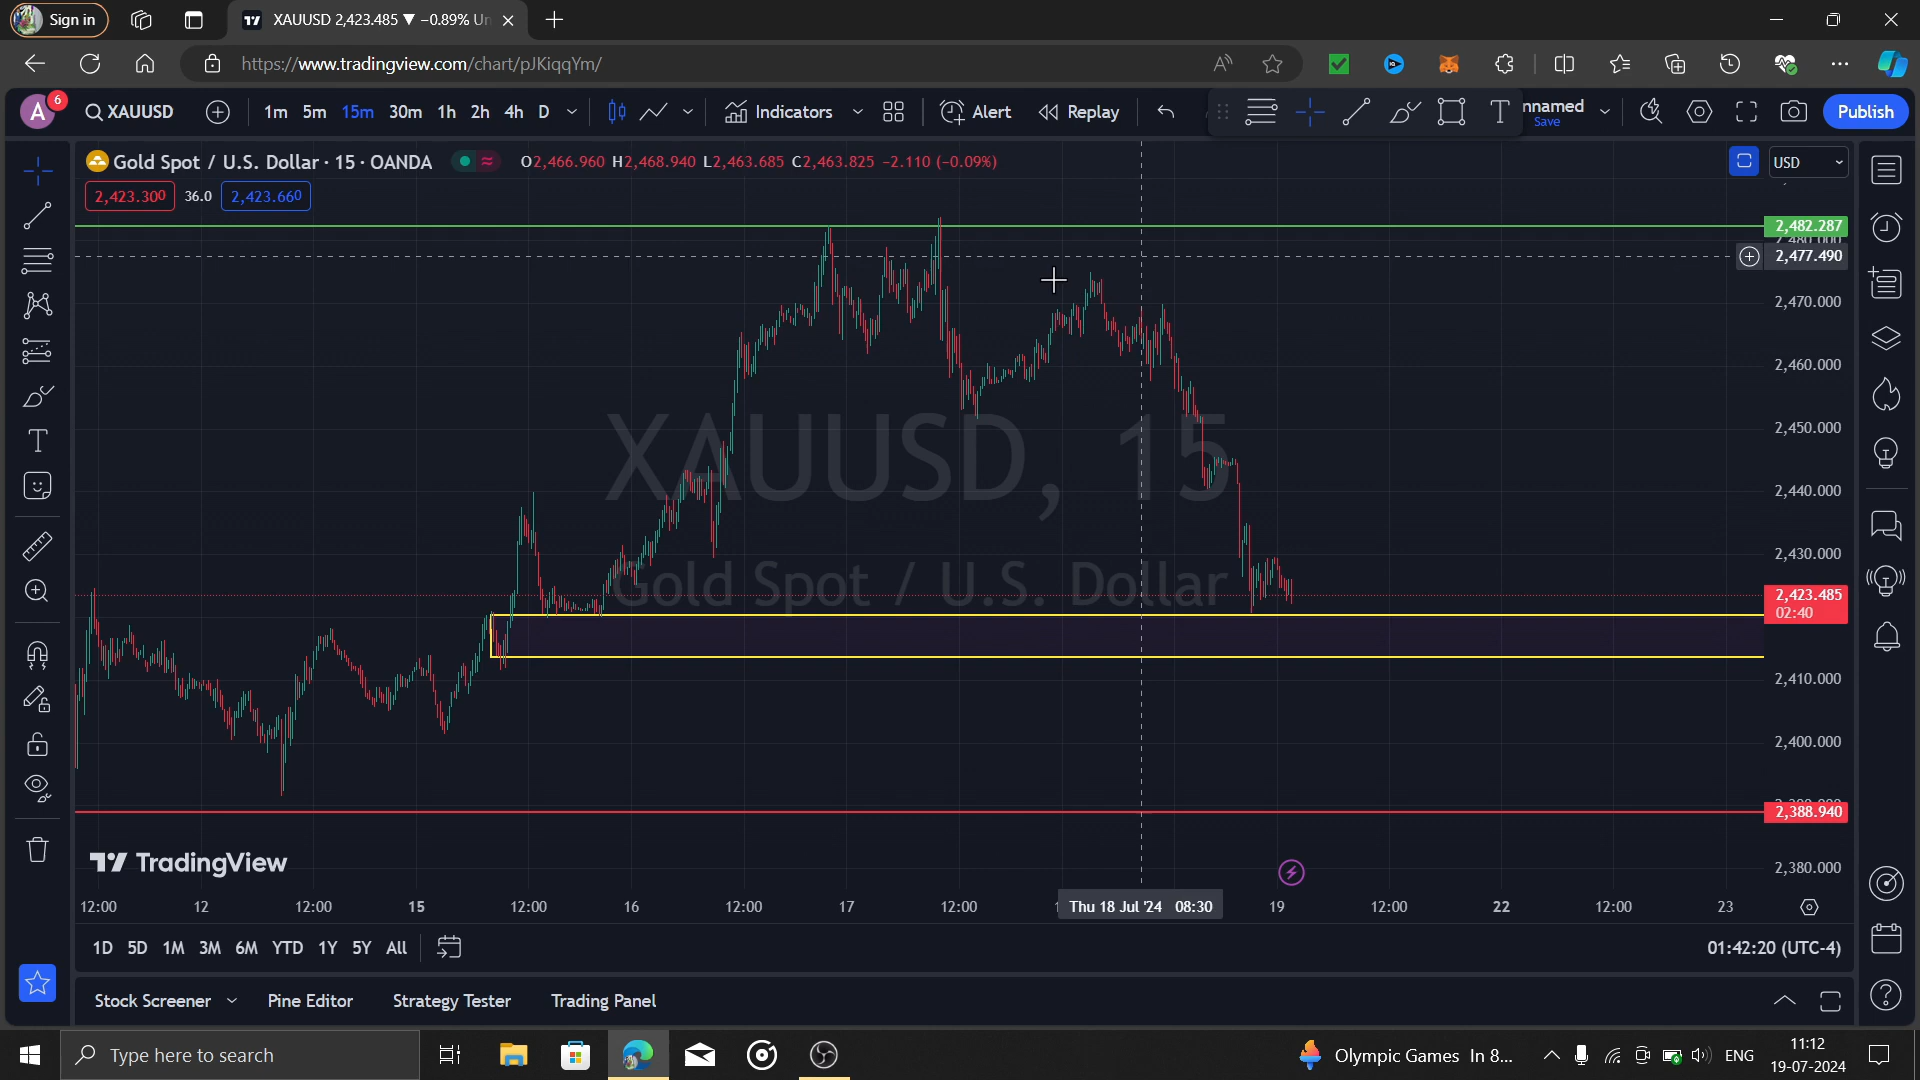 Sign in
XAUUSD 2,423.485 ▼ −0.89% Un
https://www.tradingview.com/chart/pJKiqqYm/
A 6 XAUUSD 1m 5m 15m 30m 1h 2h 4h D Indicators Alert Replay T nnamed Save Publish
Gold Spot / U.S. Dollar · 15 · OANDA O2,466.960 H2,468.940 L2,463.685 C2,463.825 −2.110 (−0.09%) USD
2,423.300 36.0 2,423.660
2,482.287
2,480.000
2,477.490
2,470.000
2,460.000
2,450.000
XAUUSD, 15
2,440.000
2,430.000
Gold Spot / U.S. Dollar
2,423.485
02:40
2,410.000
2,400.000
2,388.940
TradingView
2,380.000
12:00 12 12:00 15 12:00 16 12:00 17 12:00 Thu 18 Jul '24 08:30 19 12:00 22 12:00 23
1D 5D 1M 3M 6M YTD 1Y 5Y All 01:42:20 (UTC-4)
Stock Screener Pine Editor Strategy Tester Trading Panel
Type here to search Olympic Games In 8... ENG 11:12
19-07-2024